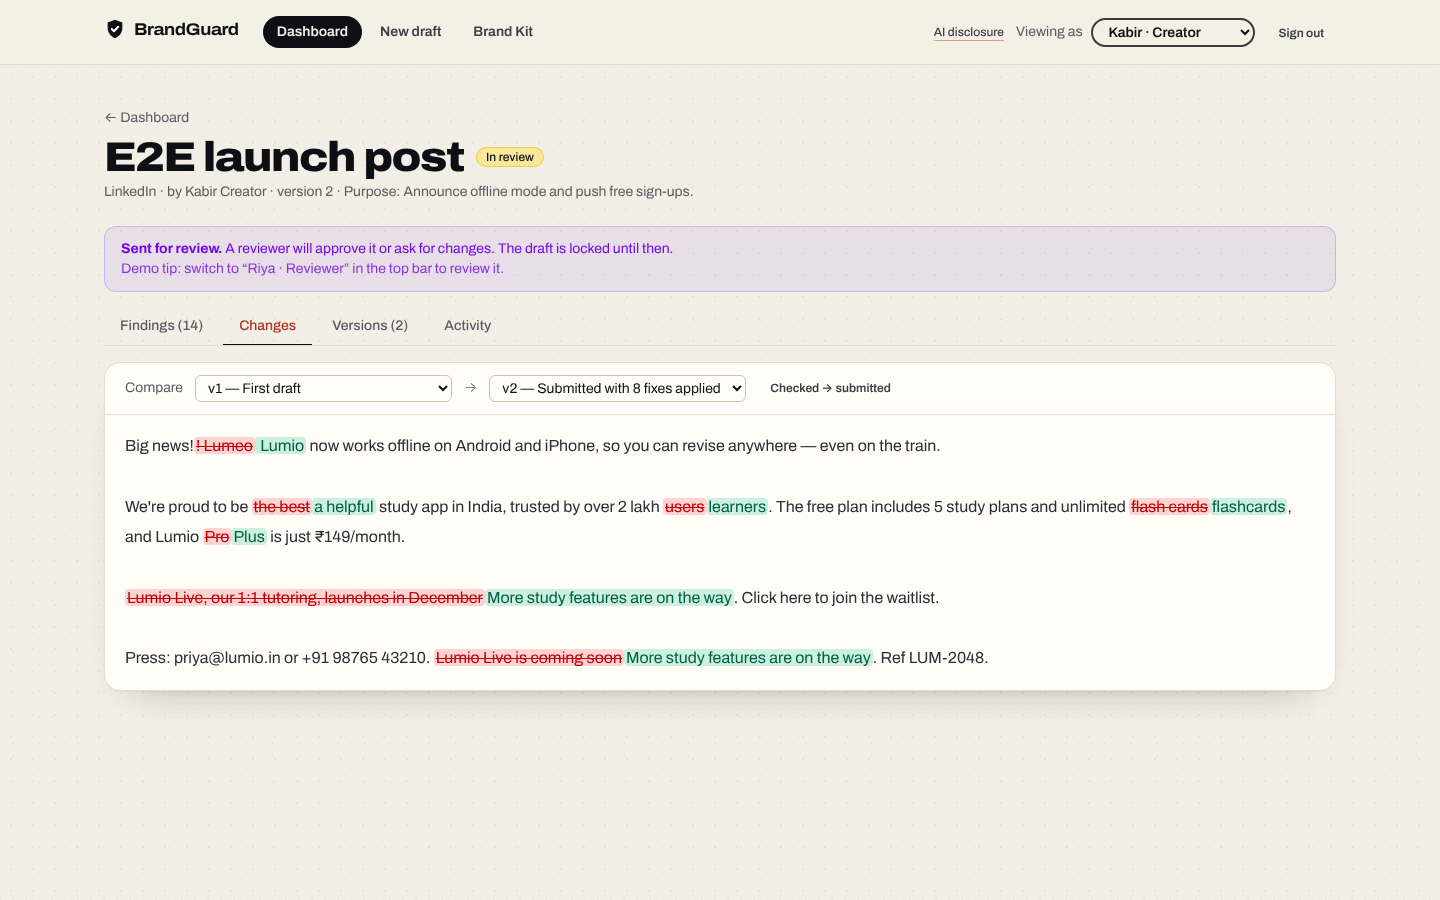 BrandGuard
Dashboard
New draft
Brand Kit
AI disclosure
Viewing as
Kabir · Creator
Sign out
← Dashboard
E2E launch post
In review
LinkedIn · by Kabir Creator · version 2 · Purpose: Announce offline mode and push free sign-ups.
Sent for review. A reviewer will approve it or ask for changes. The draft is locked until then.
Demo tip: switch to “Riya · Reviewer” in the top bar to review it.
Findings (14)
Changes
Versions (2)
Activity
Compare
v1 — First draft
→
v2 — Submitted with 8 fixes applied
Checked → submitted
Big news!! Lumeo Lumio now works offline on Android and iPhone, so you can revise anywhere — even on the train.
We're proud to be the best a helpful study app in India, trusted by over 2 lakh users learners. The free plan includes 5 study plans and unlimited flash cards flashcards,
and Lumio Pro Plus is just ₹149/month.
Lumio Live, our 1:1 tutoring, launches in December More study features are on the way. Click here to join the waitlist.
Press: priya@lumio.in or +91 98765 43210. Lumio Live is coming soon More study features are on the way. Ref LUM-2048.